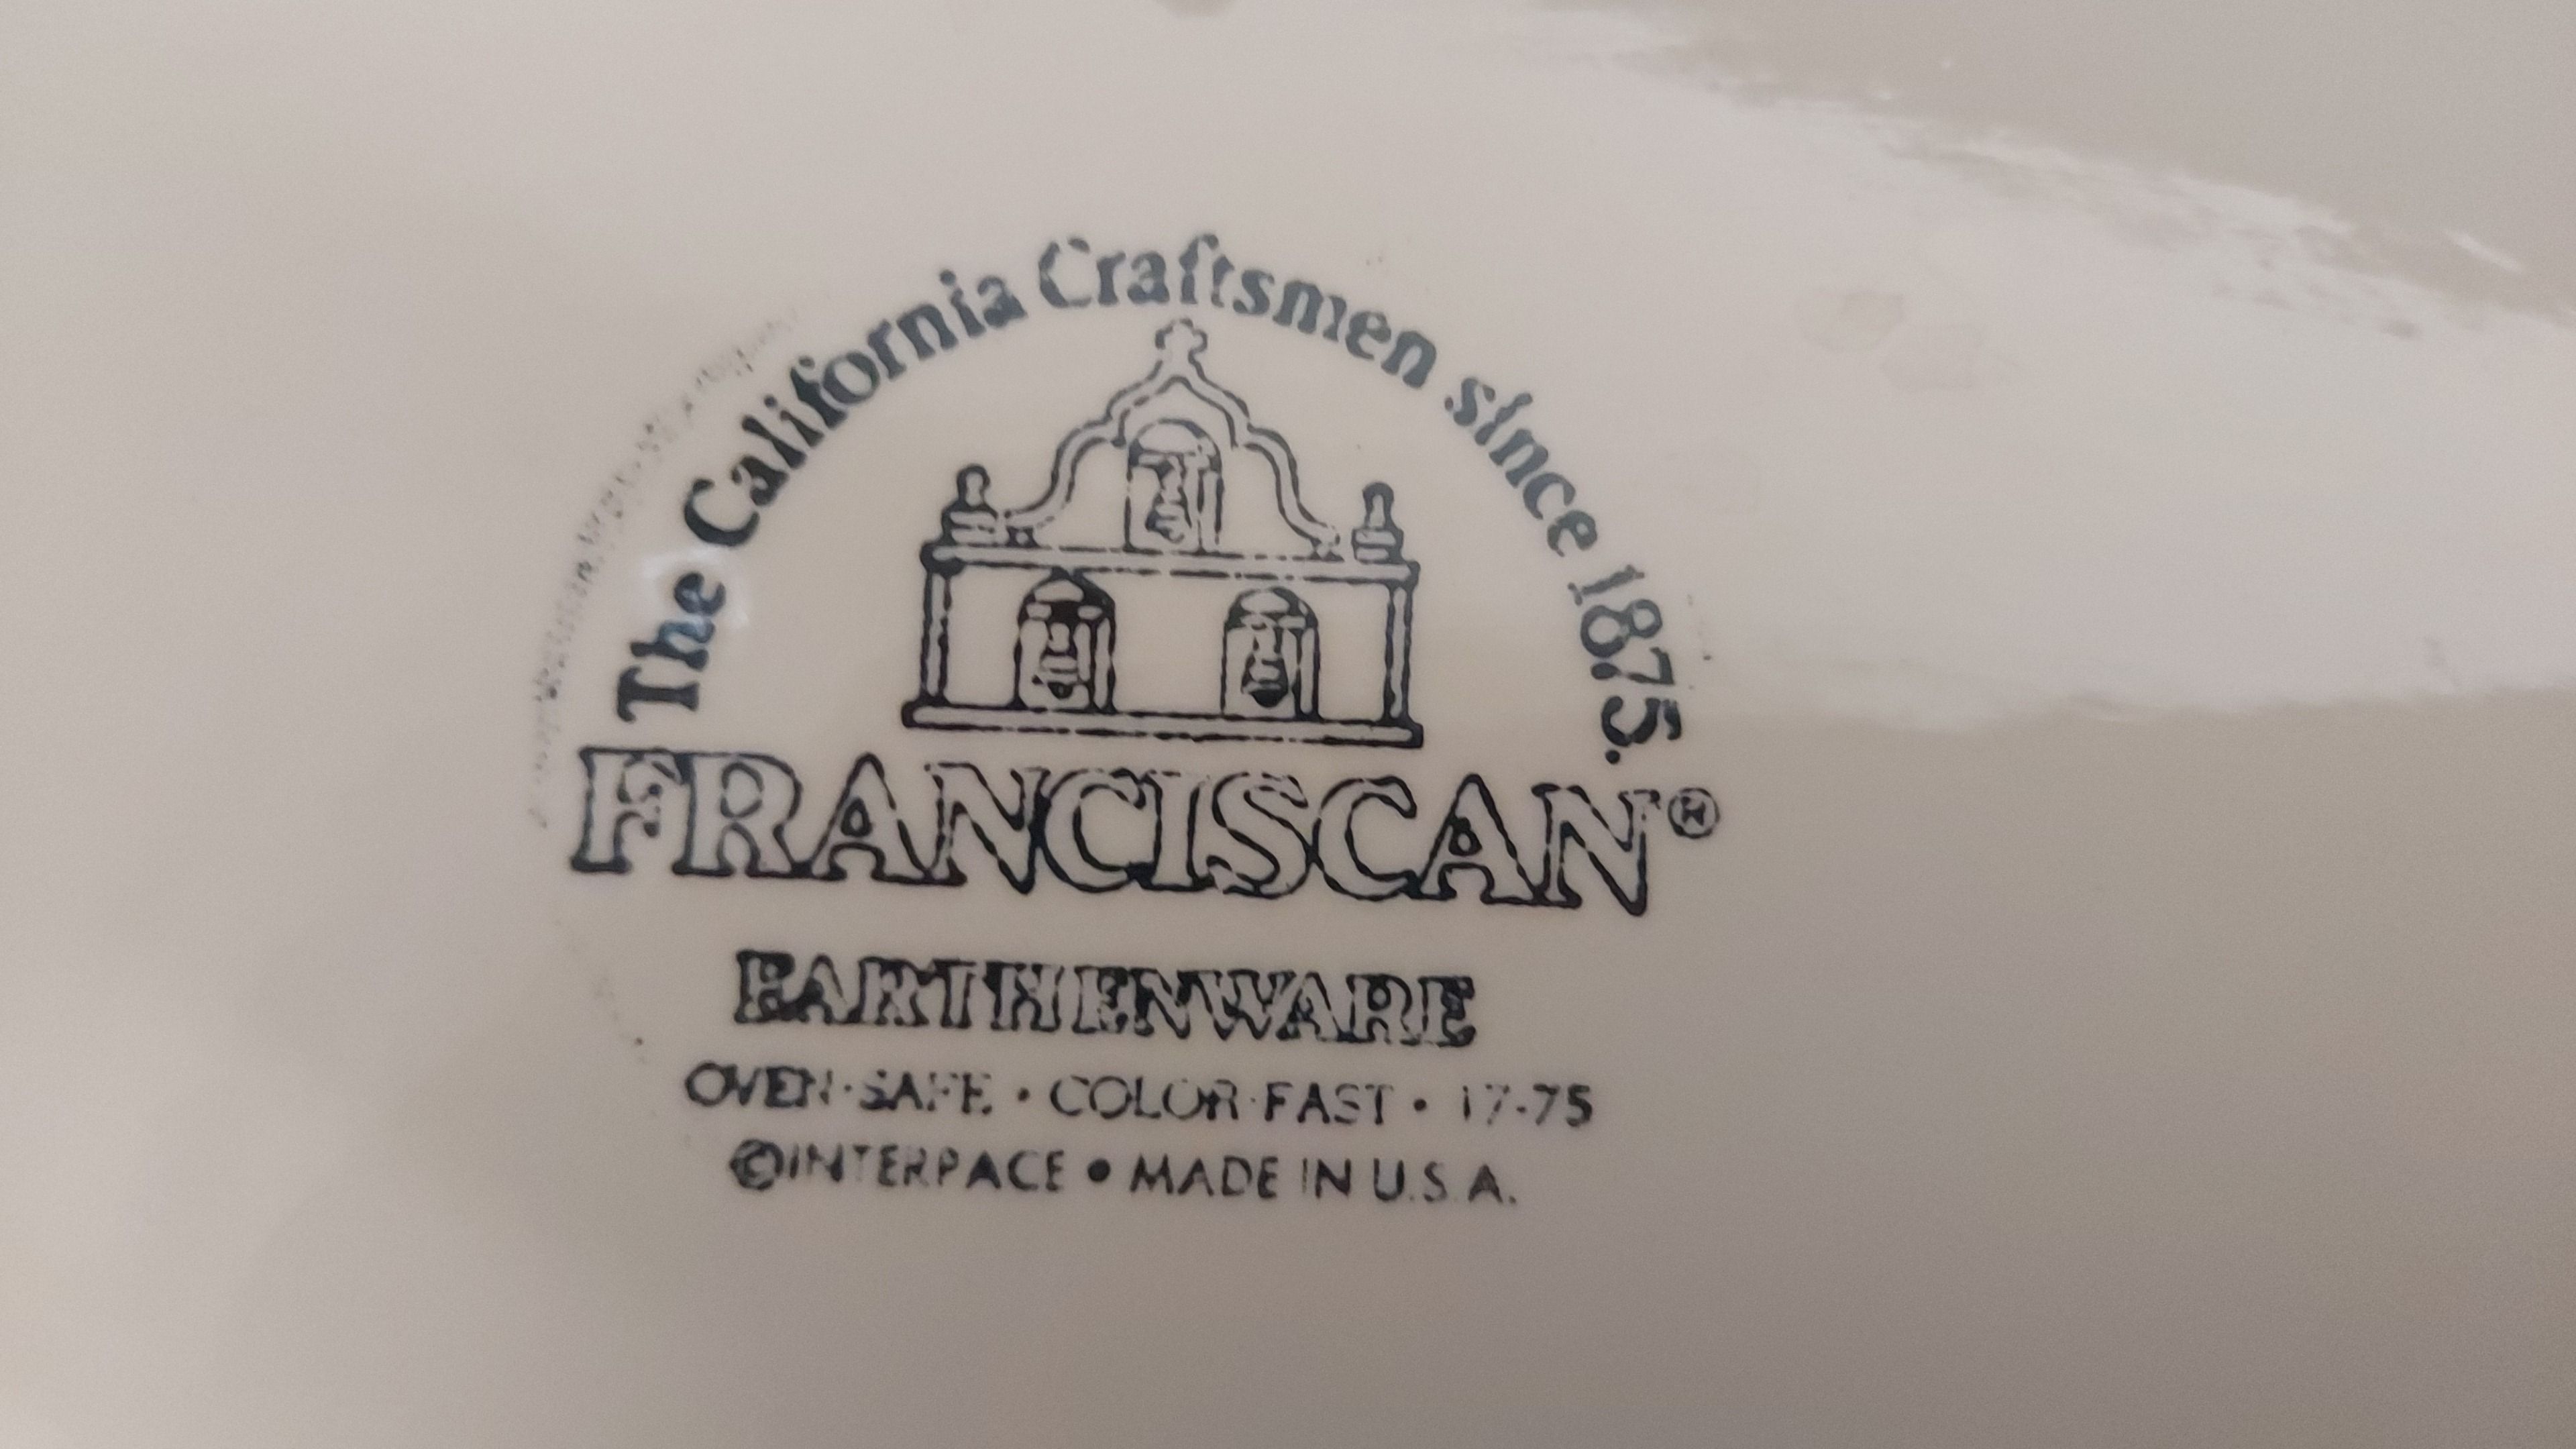 The California Craftsmen since 1875.
FRANCISCAN®
EARTHENWARE
OVEN-SAFE • COLOR-FAST • 17-75
©INTERPACE • MADE IN U.S.A.